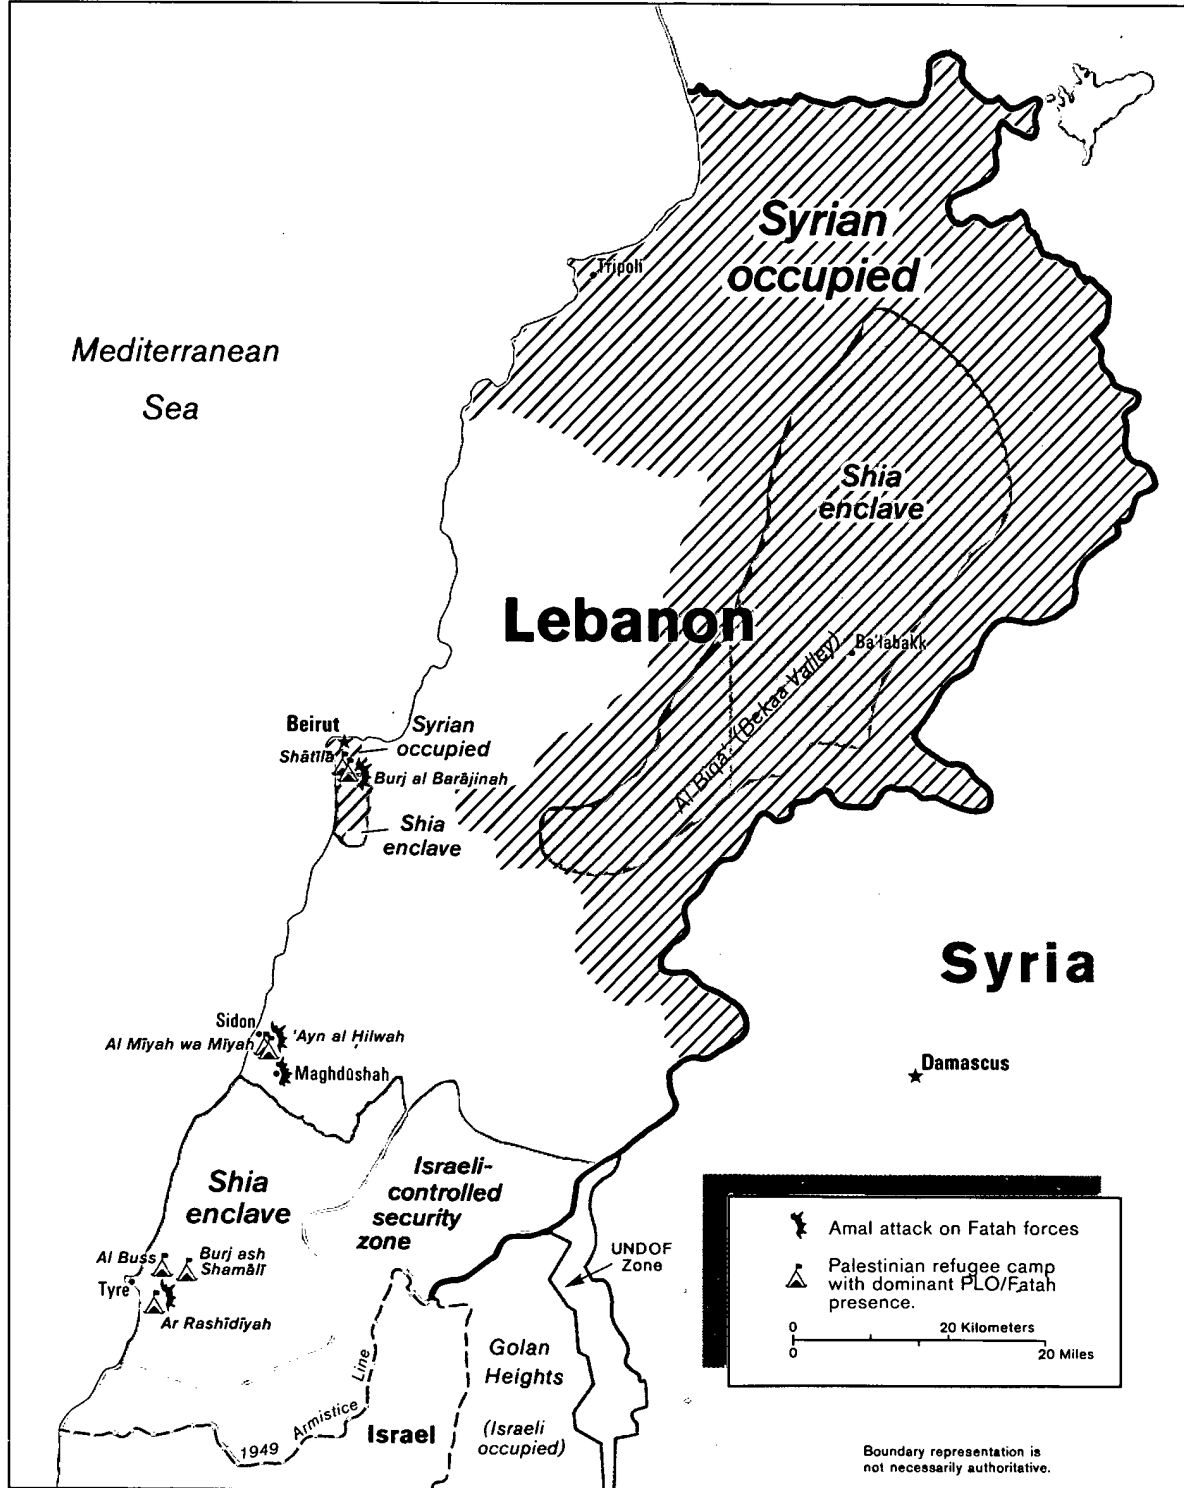 Syrian
occupied
Tripoli
Mediterranean
Sea
Shia
enclave
Lebanon
Ba'labakk
Al Biqa' (Bekaa Valley)
Beirut
Syrian
occupied
Shātīlā
Burj al Barājinah
Shia
enclave
Syria
Sidon
'Ayn al Ḥilwah
Al Mīyah wa Mīyah
Maghdūshah
Damascus
Shia
enclave
Israeli-
controlled
security
zone
Al Buss
Burj ash
Shamālī
Tyre
Ar Rashīdīyah
UNDOF
Zone
Golan
Heights
(Israeli
occupied)
1949 Armistice Line
Israel
Amal attack on Fatah forces
Palestinian refugee camp
with dominant PLO/Fatah
presence.
0 20 Kilometers
0 20 Miles
Boundary representation is
not necessarily authoritative.